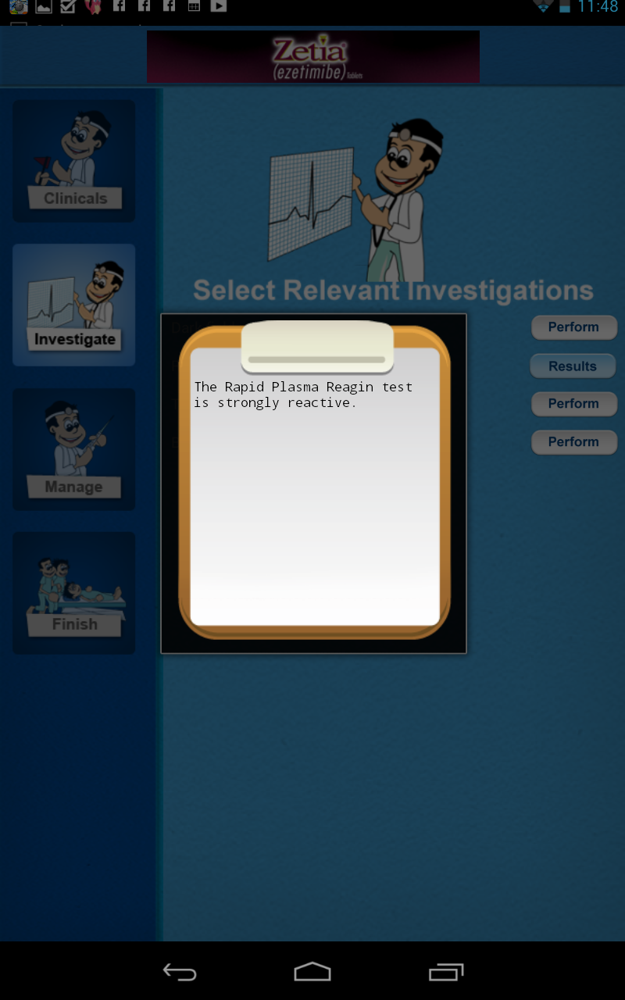 11:48
Zetia
(ezetimibe)
Clinicals
Investigate
Manage
Finish
Select Relevant Investigations
Perform
Results
Perform
Perform
The Rapid Plasma Reagin test
is strongly reactive.